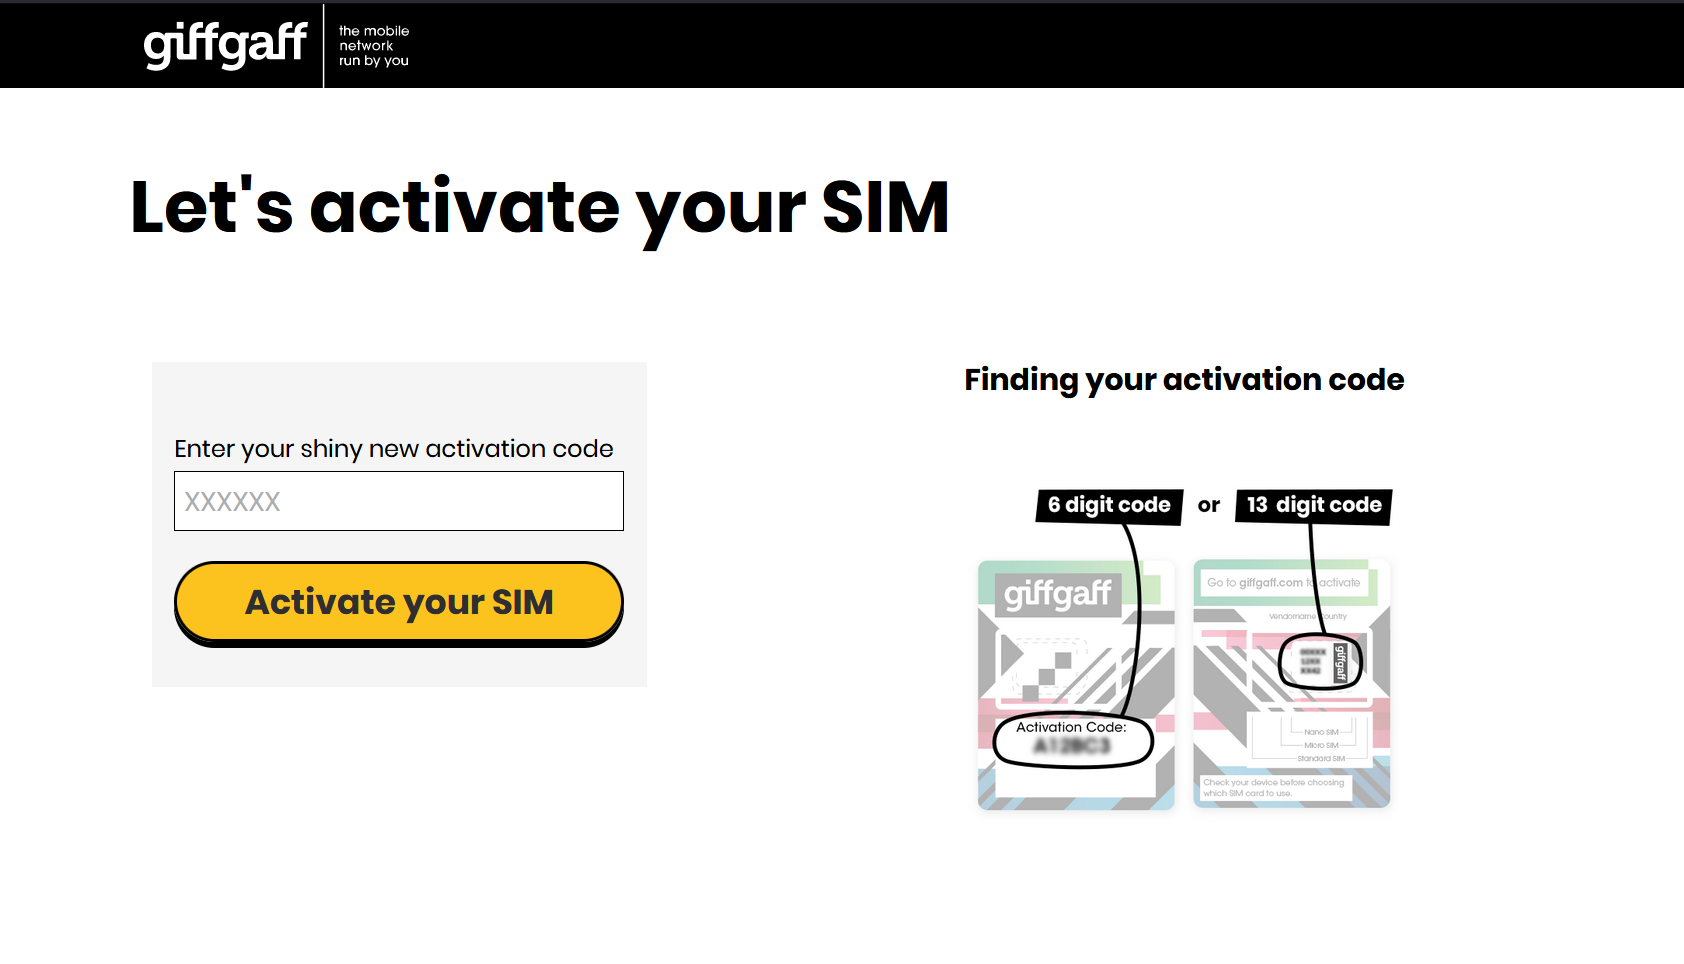 giffgaff
the mobile
network
run by you
Let's activate your SIM
Enter your shiny new activation code
XXXXXX
Activate your SIM
Finding your activation code
6 digit code or 13 digit code
giffgaff
Activation Code:
A12BC3
Go to giffgaff.com to activate
Vendorname Country
giffgaff
Nano SIM
Micro SIM
Standard SIM
Check your device before choosing
which SIM card to use.